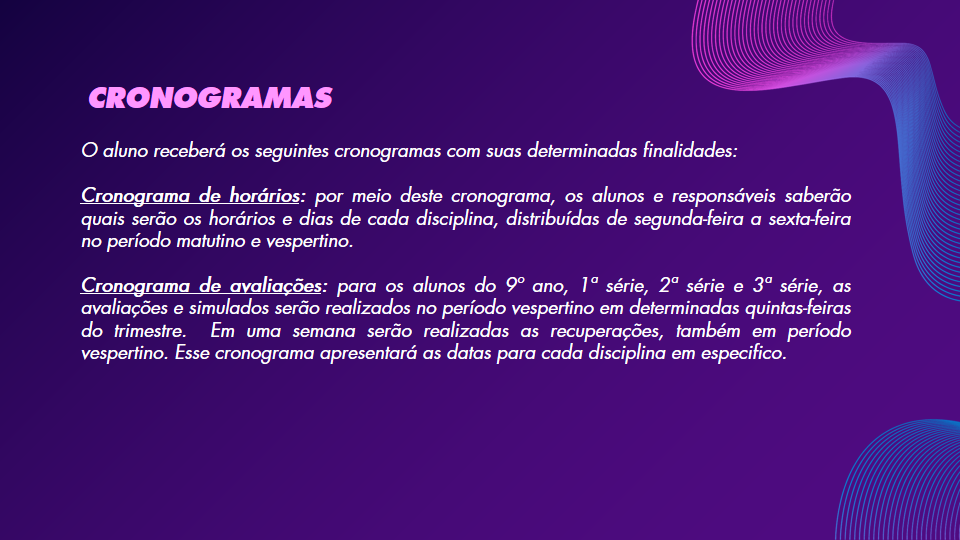 CRONOGRAMAS
O aluno receberá os seguintes cronogramas com suas determinadas finalidades:
Cronograma de horários: por meio deste cronograma, os alunos e responsáveis saberão
quais serão os horários e dias de cada disciplina, distribuídas de segunda-feira a sexta-feira
no período matutino e vespertino.
Cronograma de avaliações: para os alunos do 9º ano, 1ª série, 2ª série e 3ª série, as
avaliações e simulados serão realizados no período vespertino em determinadas quintas-feiras
do trimestre. Em uma semana serão realizadas as recuperações, também em período
vespertino. Esse cronograma apresentará as datas para cada disciplina em especifico.